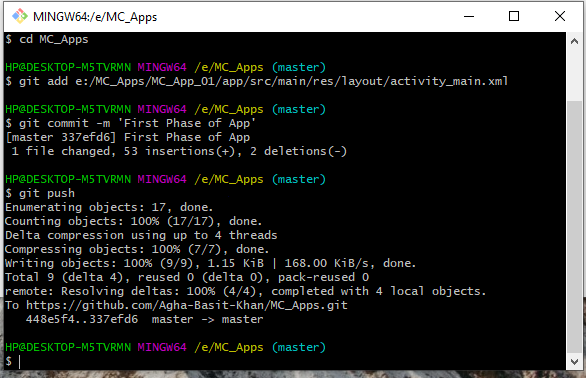 MINGW64:/e/MC_Apps
$ cd MC_Apps
HP@DESKTOP-M5TVRMN MINGW64 /e/MC_Apps (master)
$ git add e:/MC_Apps/MC_App_01/app/src/main/res/layout/activity_main.xml
HP@DESKTOP-M5TVRMN MINGW64 /e/MC_Apps (master)
$ git commit -m 'First Phase of App'
[master 337efd6] First Phase of App
 1 file changed, 53 insertions(+), 2 deletions(-)
HP@DESKTOP-M5TVRMN MINGW64 /e/MC_Apps (master)
$ git push
Enumerating objects: 17, done.
Counting objects: 100% (17/17), done.
Delta compression using up to 4 threads
Compressing objects: 100% (7/7), done.
Writing objects: 100% (9/9), 1.15 KiB | 168.00 KiB/s, done.
Total 9 (delta 4), reused 0 (delta 0), pack-reused 0
remote: Resolving deltas: 100% (4/4), completed with 4 local objects.
To https://github.com/Agha-Basit-Khan/MC_Apps.git
   448e5f4..337efd6  master -> master
HP@DESKTOP-M5TVRMN MINGW64 /e/MC_Apps (master)
$